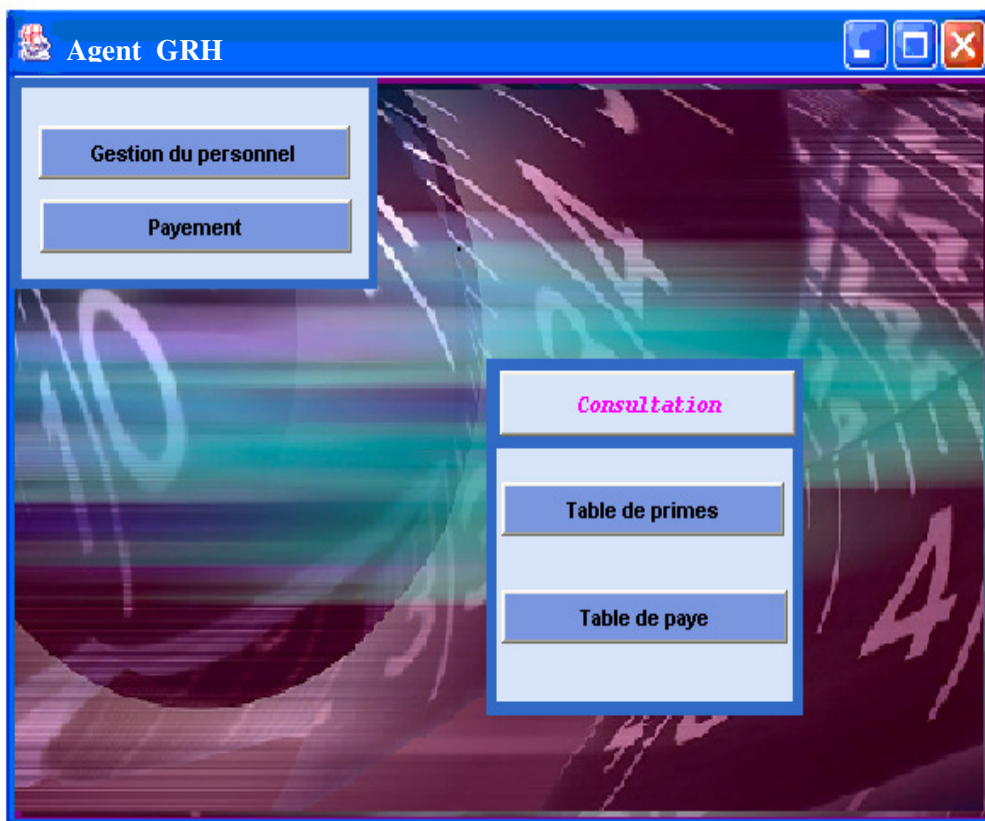 Agent GRH
Gestion du personnel
Payement
Consultation
Table de primes
Table de paye